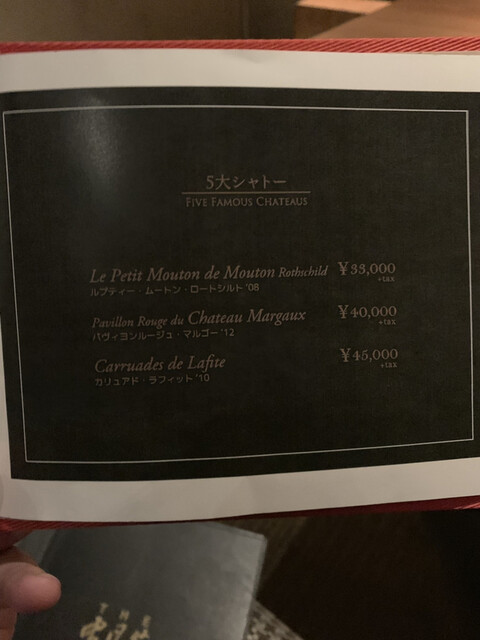 5大シャトー
FIVE FAMOUS CHATEAUS
Le Petit Mouton de Mouton Rothschild ¥33,000
+tax
ルプティー・ムートン・ロートシルト '08
Pavillon Rouge du Chateau Margaux ¥40,000
+tax
パヴィヨンルージュ・マルゴー '12
Carruades de Lafite ¥45,000
+tax
カリュアド・ラフィット '10
THE